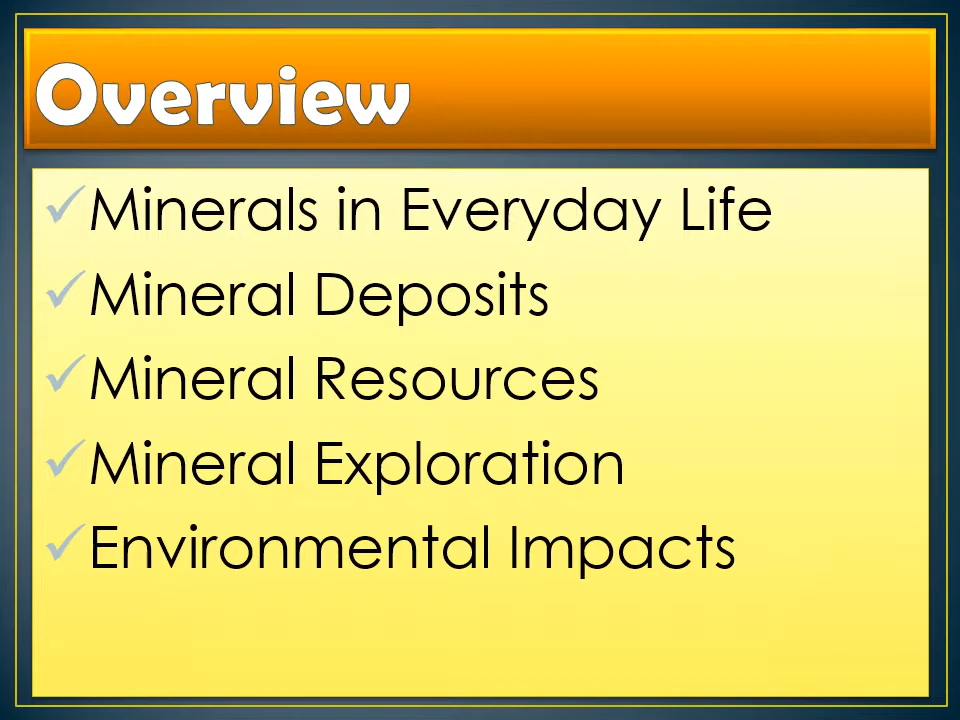 Overview
✓Minerals in Everyday Life
✓Mineral Deposits
✓Mineral Resources
✓Mineral Exploration
✓Environmental Impacts